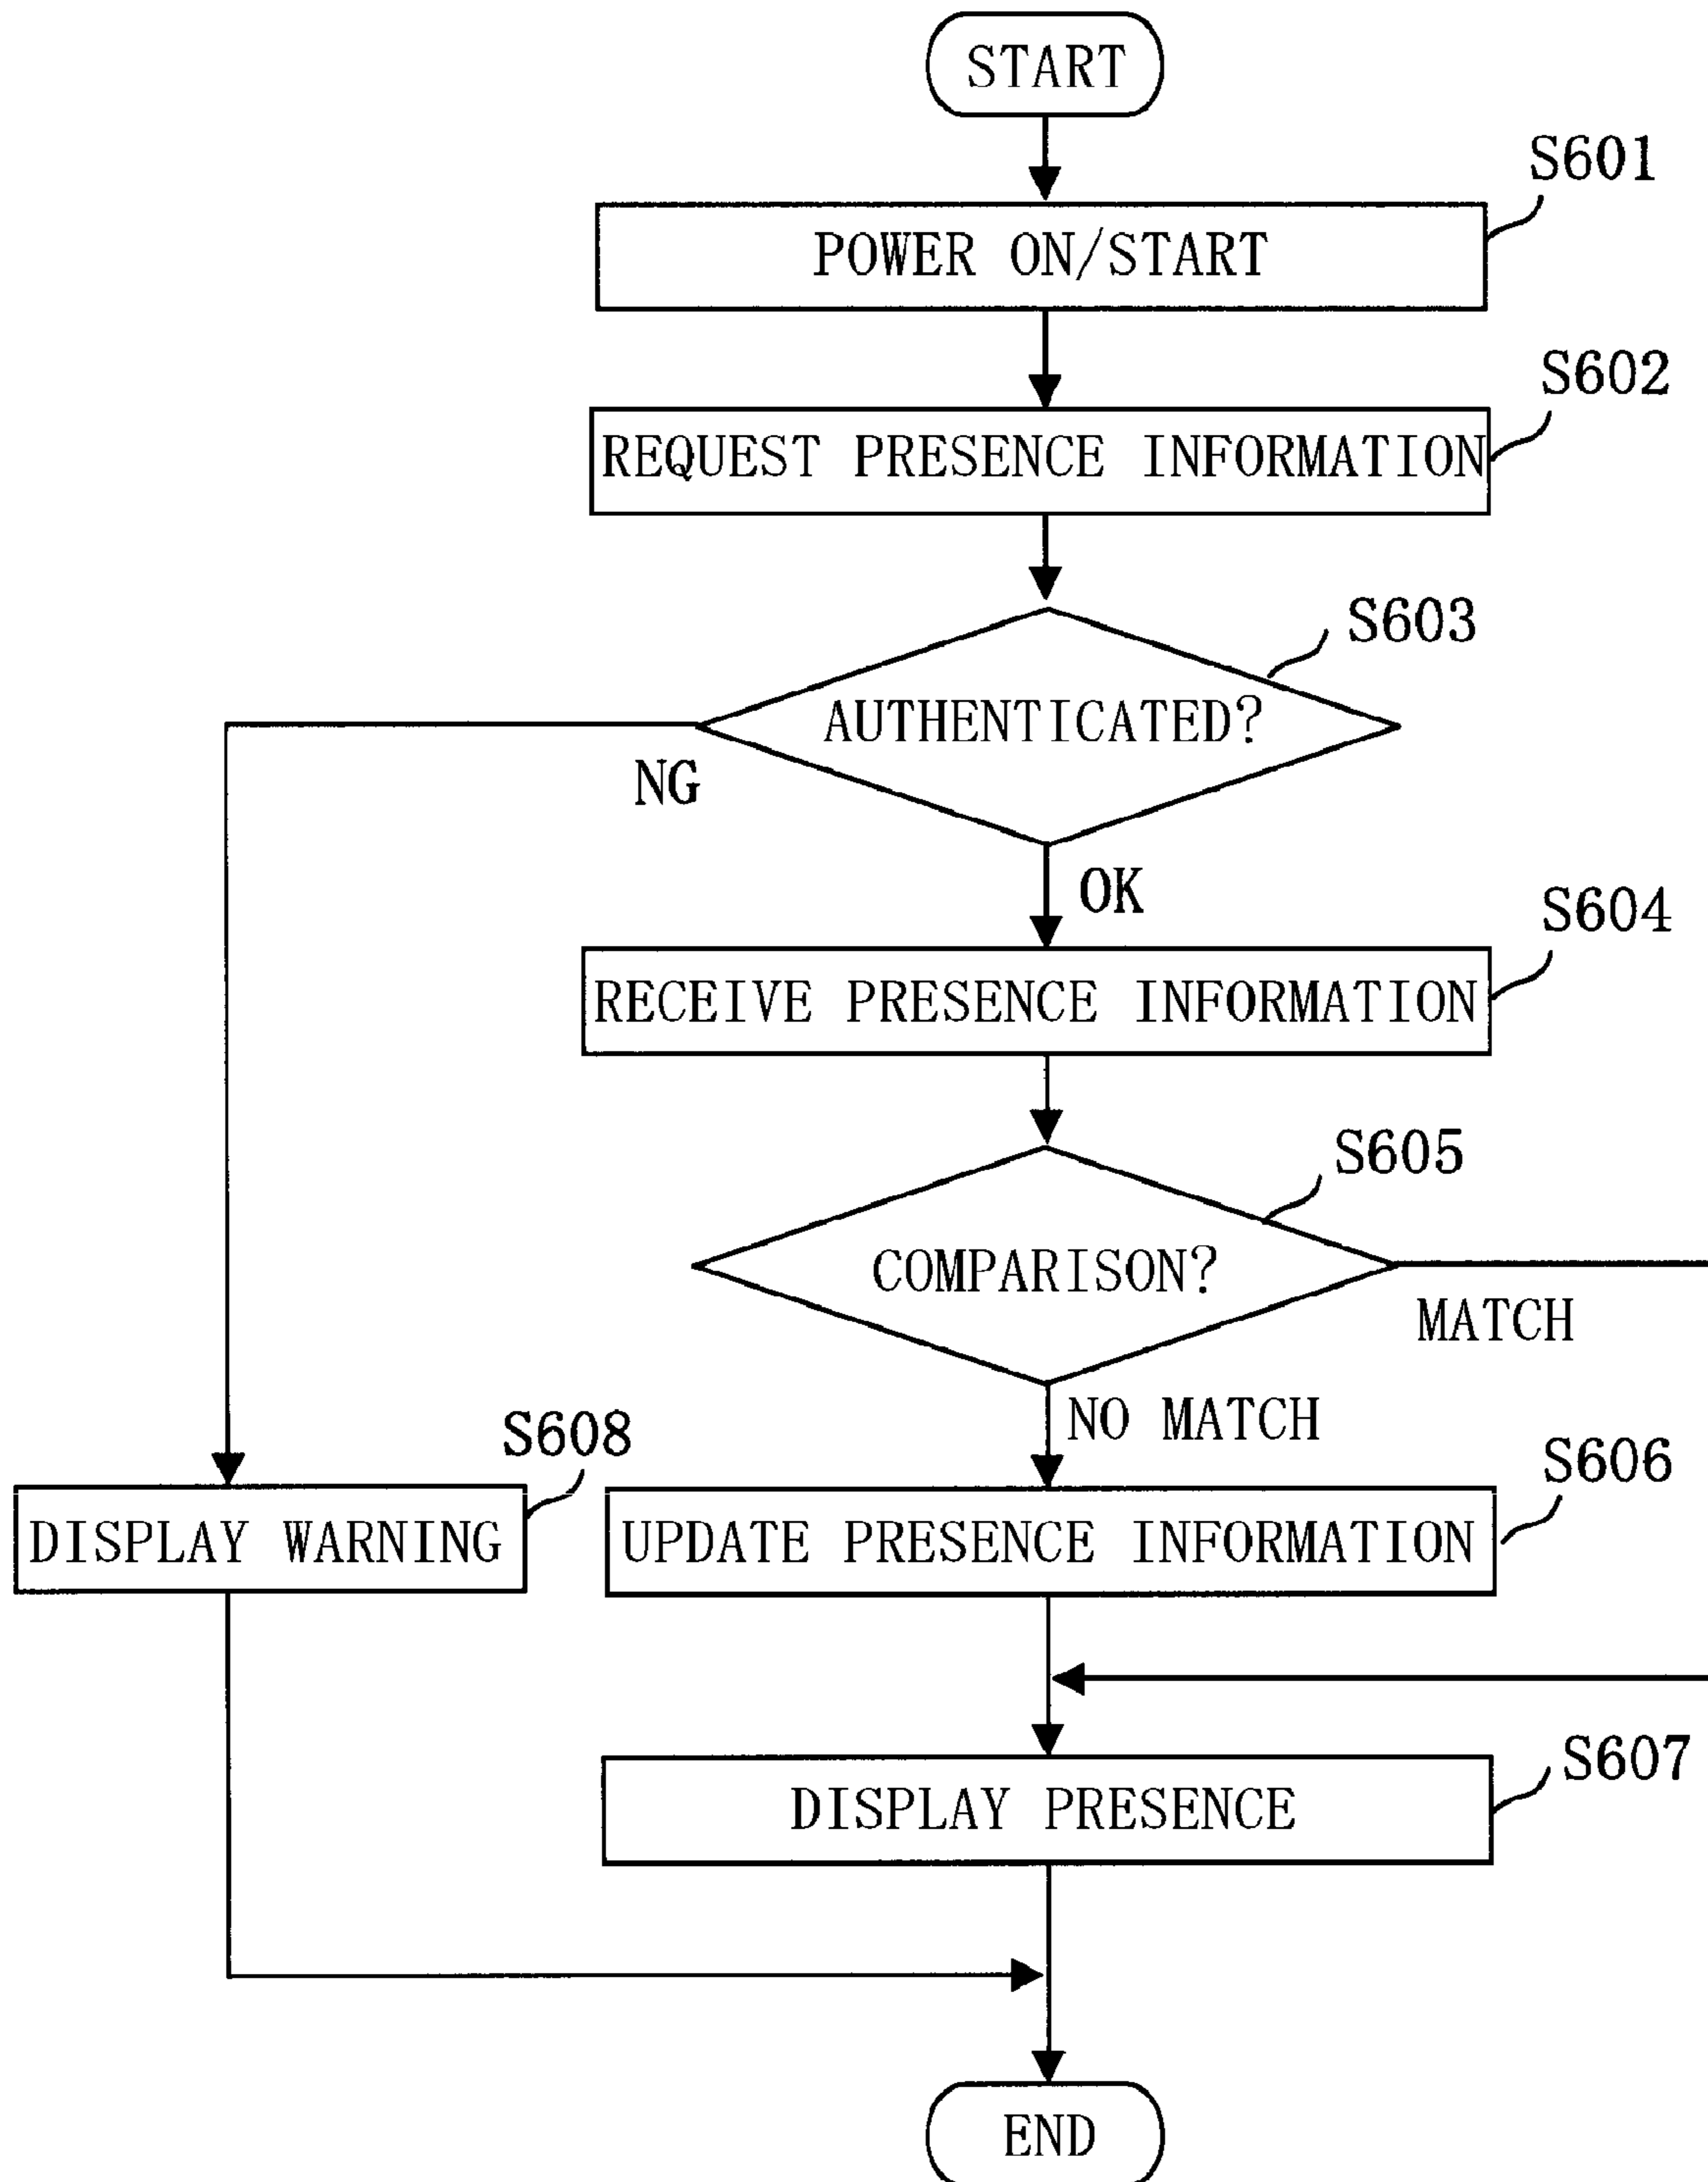 START
S601
POWER ON/START
S602
REQUEST PRESENCE INFORMATION
S603
AUTHENTICATED?
NG
OK
S604
RECEIVE PRESENCE INFORMATION
S605
COMPARISON?
MATCH
NO MATCH
S608
S606
DISPLAY WARNING
UPDATE PRESENCE INFORMATION
S607
DISPLAY PRESENCE
END